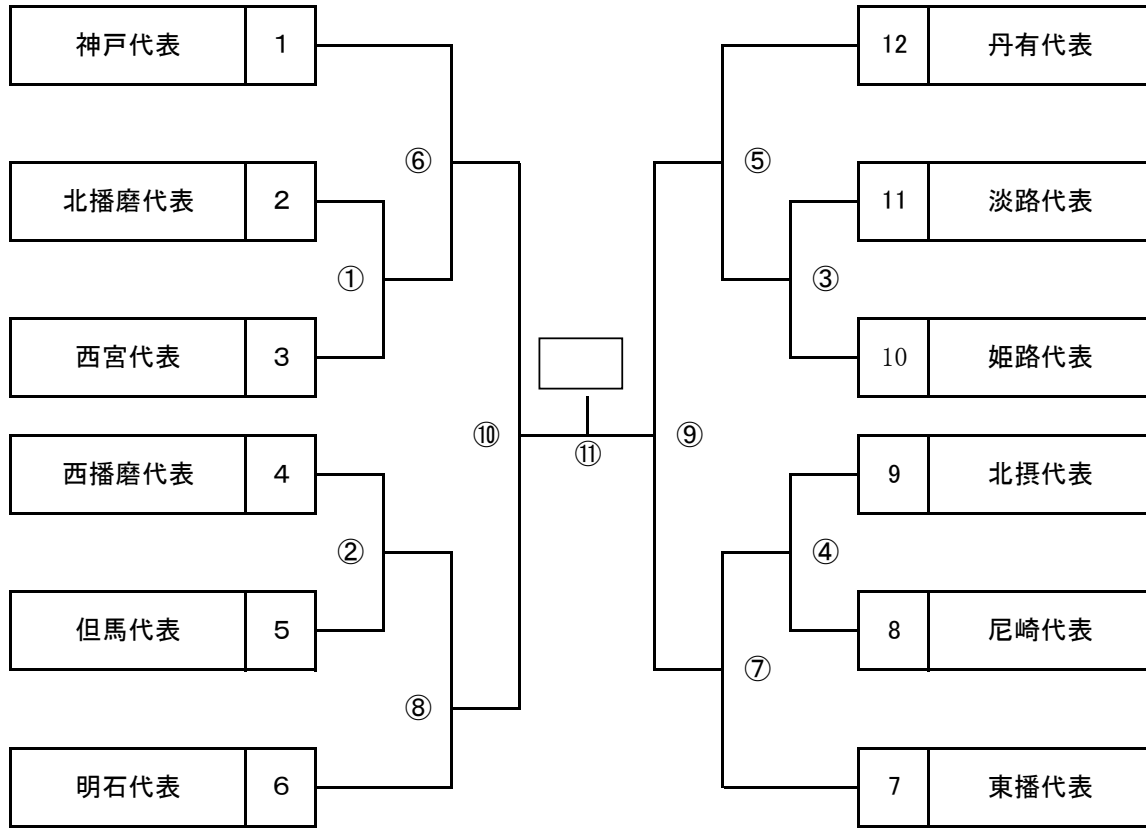 神戸代表 1
12 丹有代表
⑥
⑤
北播磨代表 2
11 淡路代表
①
③
西宮代表 3
10 姫路代表
⑩
⑪
⑨
西播磨代表 4
9 北摂代表
②
④
但馬代表 5
8 尼崎代表
⑧
⑦
明石代表 6
7 東播代表